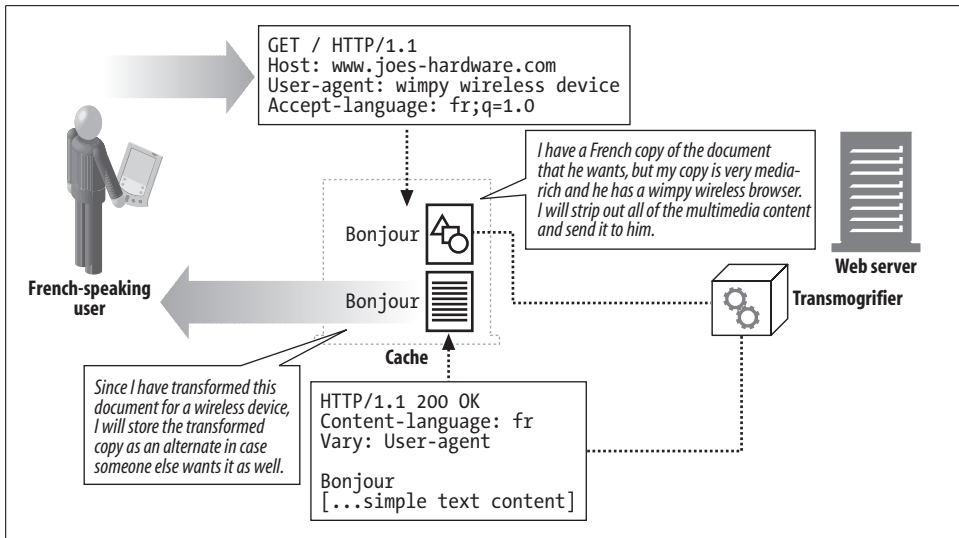 GET / HTTP/1.1
Host: www.joes-hardware.com
User-agent: wimpy wireless device
Accept-language: fr;q=1.0
I have a French copy of the document
that he wants, but my copy is very media-
rich and he has a wimpy wireless browser.
I will strip out all of the multimedia content
and send it to him.
Bonjour
Web server
French-speaking
user
Bonjour
Transmogrifier
Cache
Since I have transformed this
document for a wireless device,
I will store the transformed
copy as an alternate in case
someone else wants it as well.
HTTP/1.1 200 OK
Content-language: fr
Vary: User-agent
Bonjour
[...simple text content]